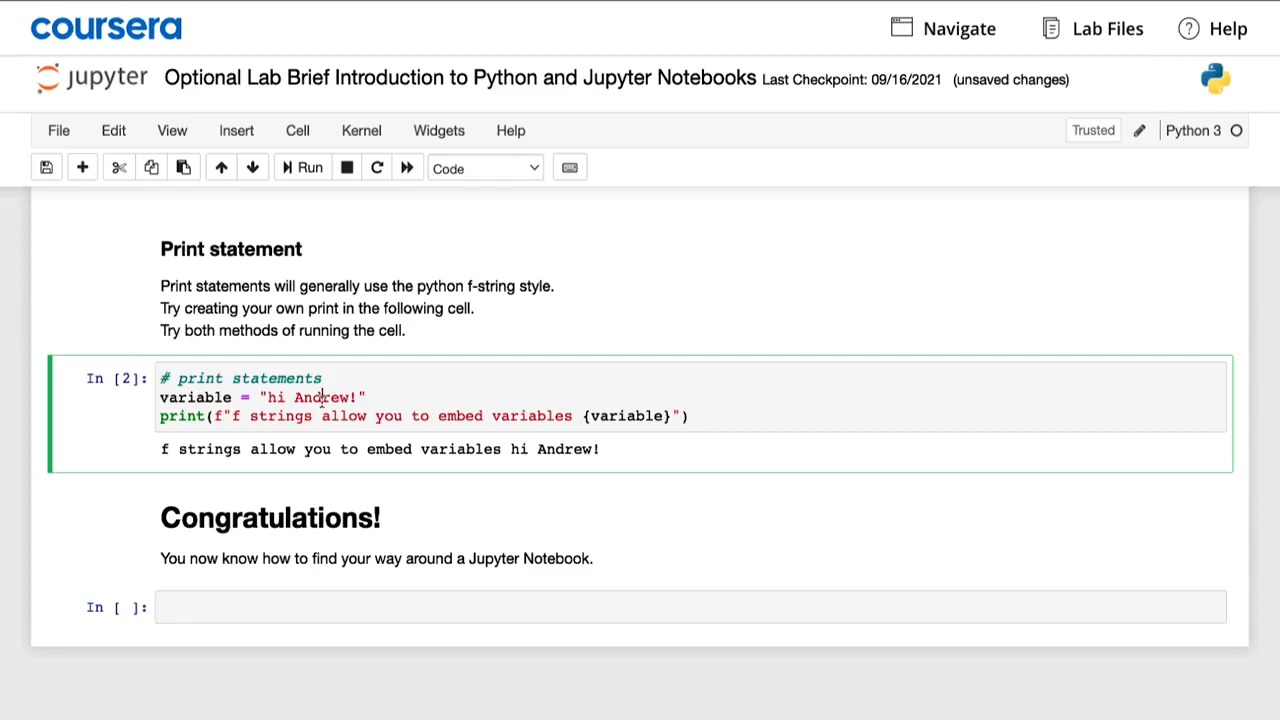 coursera Navigate Lab Files ? Help
jupyter Optional Lab Brief Introduction to Python and Jupyter Notebooks Last Checkpoint: 09/16/2021 (unsaved changes)
File Edit View Insert Cell Kernel Widgets Help Trusted Python 3
Run Code
Print statement
Print statements will generally use the python f-string style.
Try creating your own print in the following cell.
Try both methods of running the cell.
In [2]: # print statements
variable = "hi Andrew!"
print(f"f strings allow you to embed variables {variable}")
f strings allow you to embed variables hi Andrew!
Congratulations!
You now know how to find your way around a Jupyter Notebook.
In [ ]: